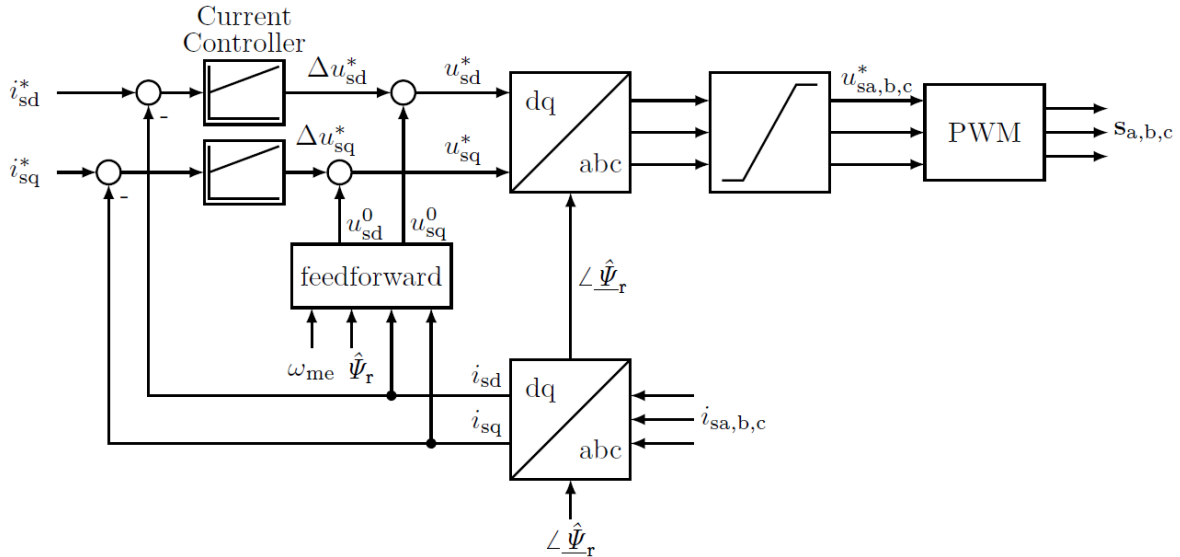 Current
Controller
i*sd
Δu*sd
u*sd
dq
abc
u*sa,b,c
PWM
sa,b,c
-
i*sq
Δu*sq
u*sq
-
u0sd
u0sq
feedforward
∠Ψ̂r
ωme
Ψ̂r
isd
isq
dq
abc
isa,b,c
∠Ψ̂r